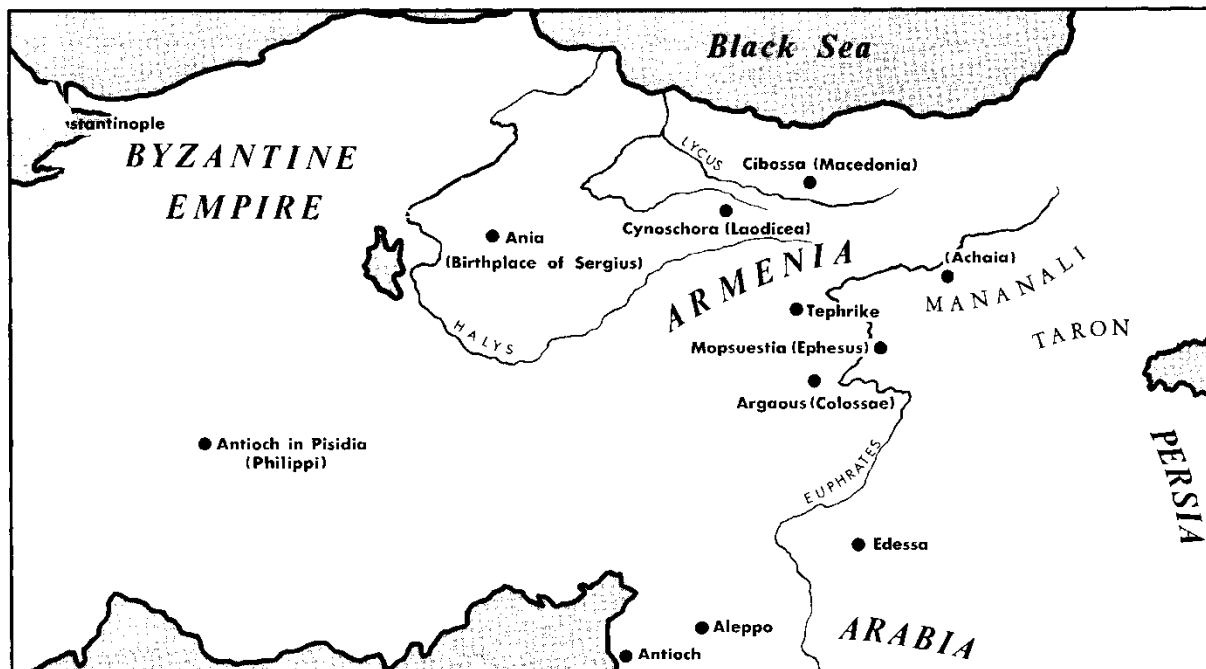 Black Sea
nstantinople
BYZANTINE
EMPIRE
LYCUS
Cibossa (Macedonia)
Cynoschora (Laodicea)
Ania
(Birthplace of Sergius)
ARMENIA
(Achaia)
MANANALI
TARON
Tephrike
HALYS
Mopsuestia (Ephesus)
Argaous (Colossae)
Antioch in Pisidia
(Philippi)
EUPHRATES
PERSIA
Edessa
Aleppo
ARABIA
Antioch